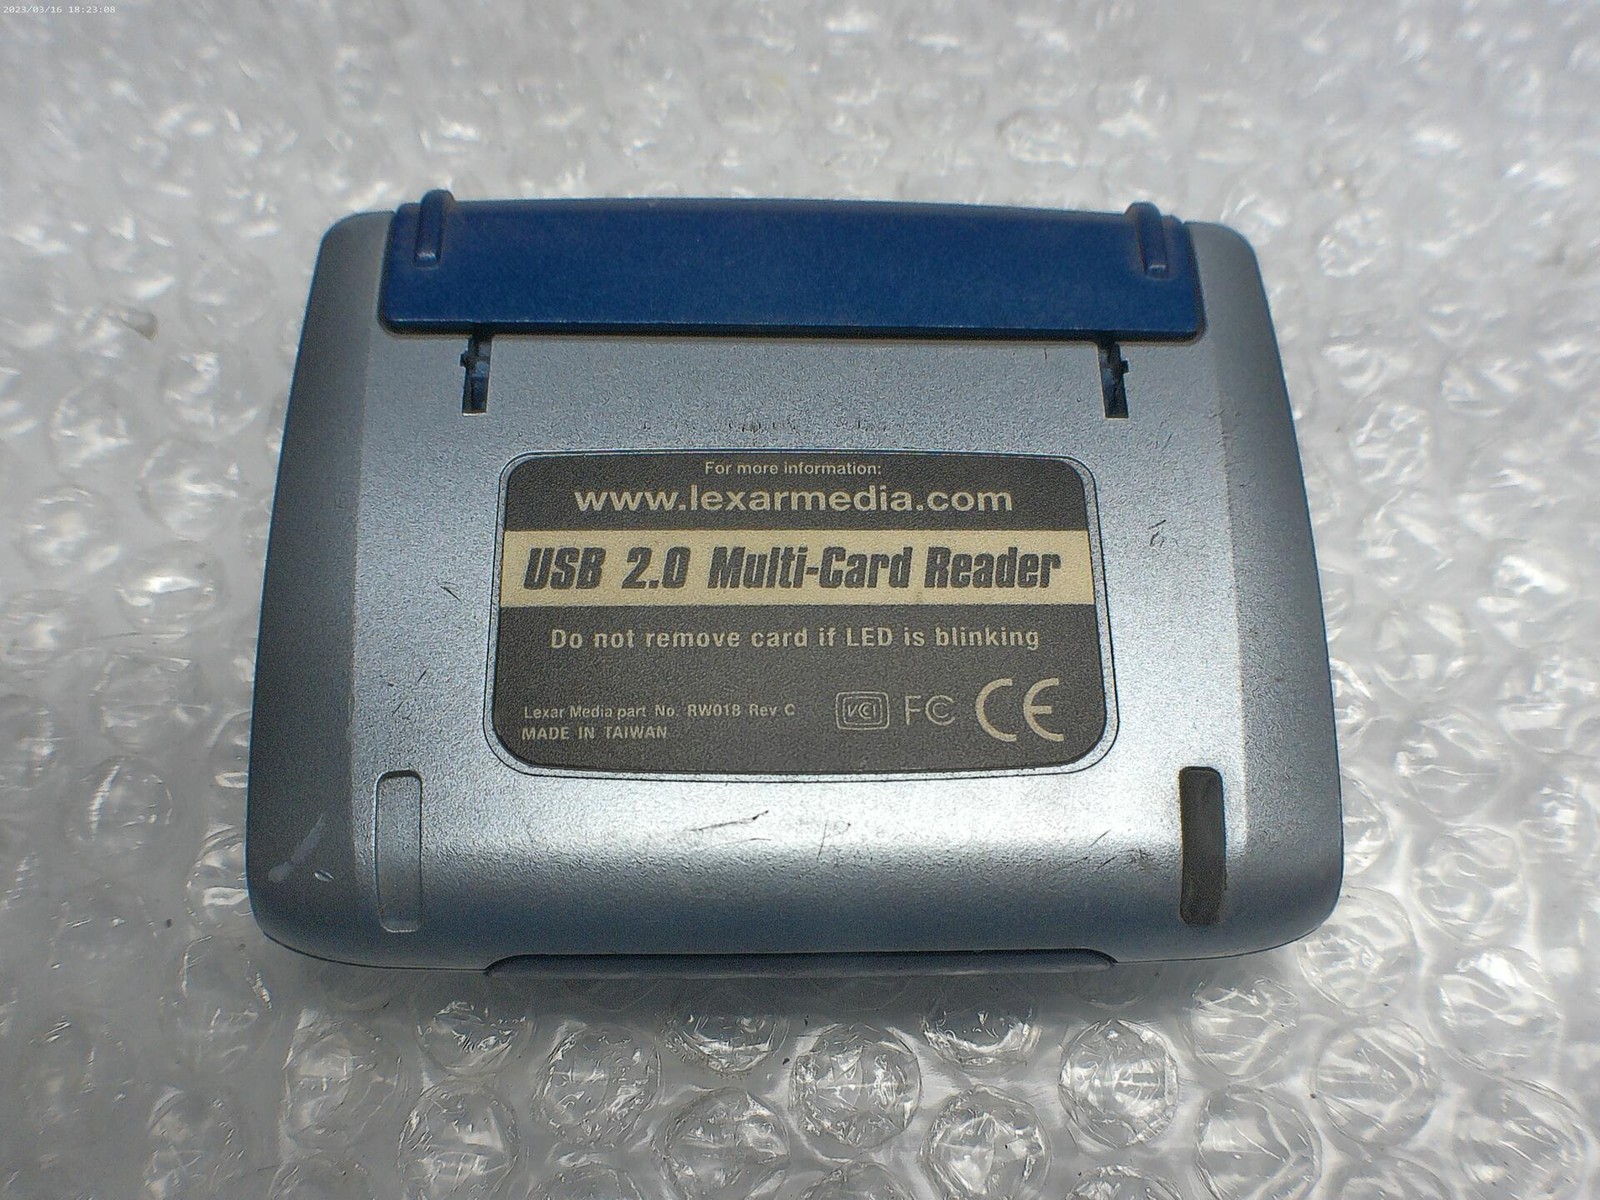 2023/03/16 18:23:08
For more information:
www.lexarmedia.com
USB 2.0 Multi-Card Reader
Do not remove card if LED is blinking
Lexar Media part No. RW018 Rev C
MADE IN TAIWAN
VCI FC CE